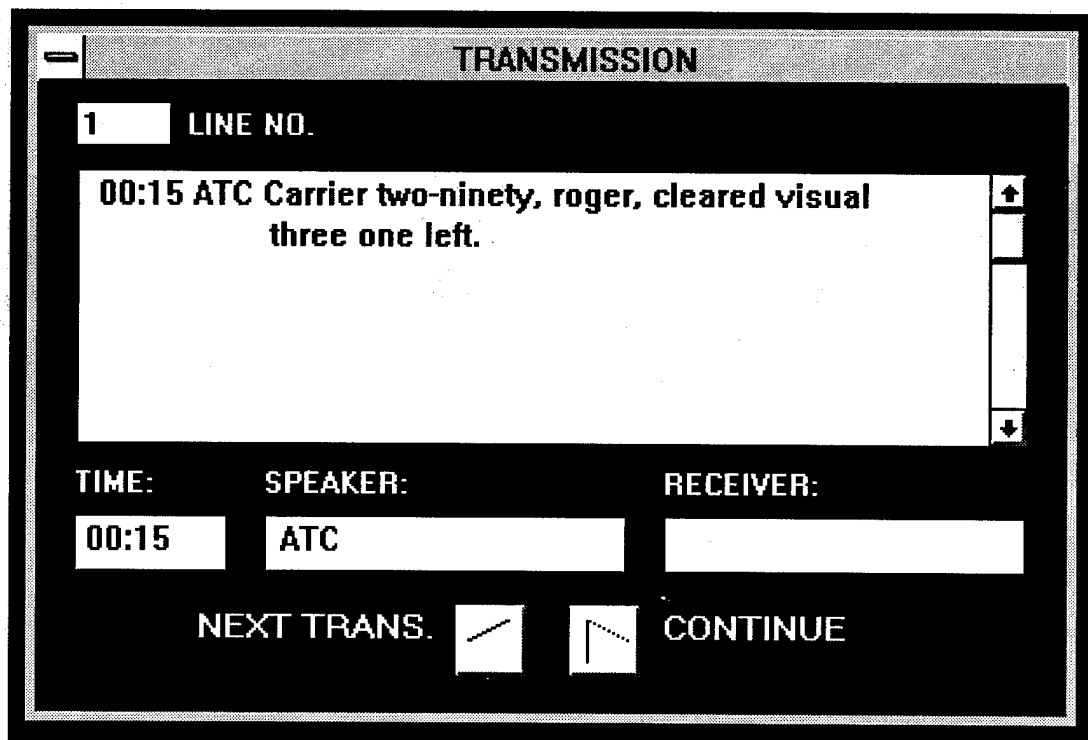 TRANSMISSION
1 LINE NO.
00:15 ATC Carrier two-ninety, roger, cleared visual
three one left.
TIME: SPEAKER: RECEIVER:
00:15 ATC
NEXT TRANS. CONTINUE